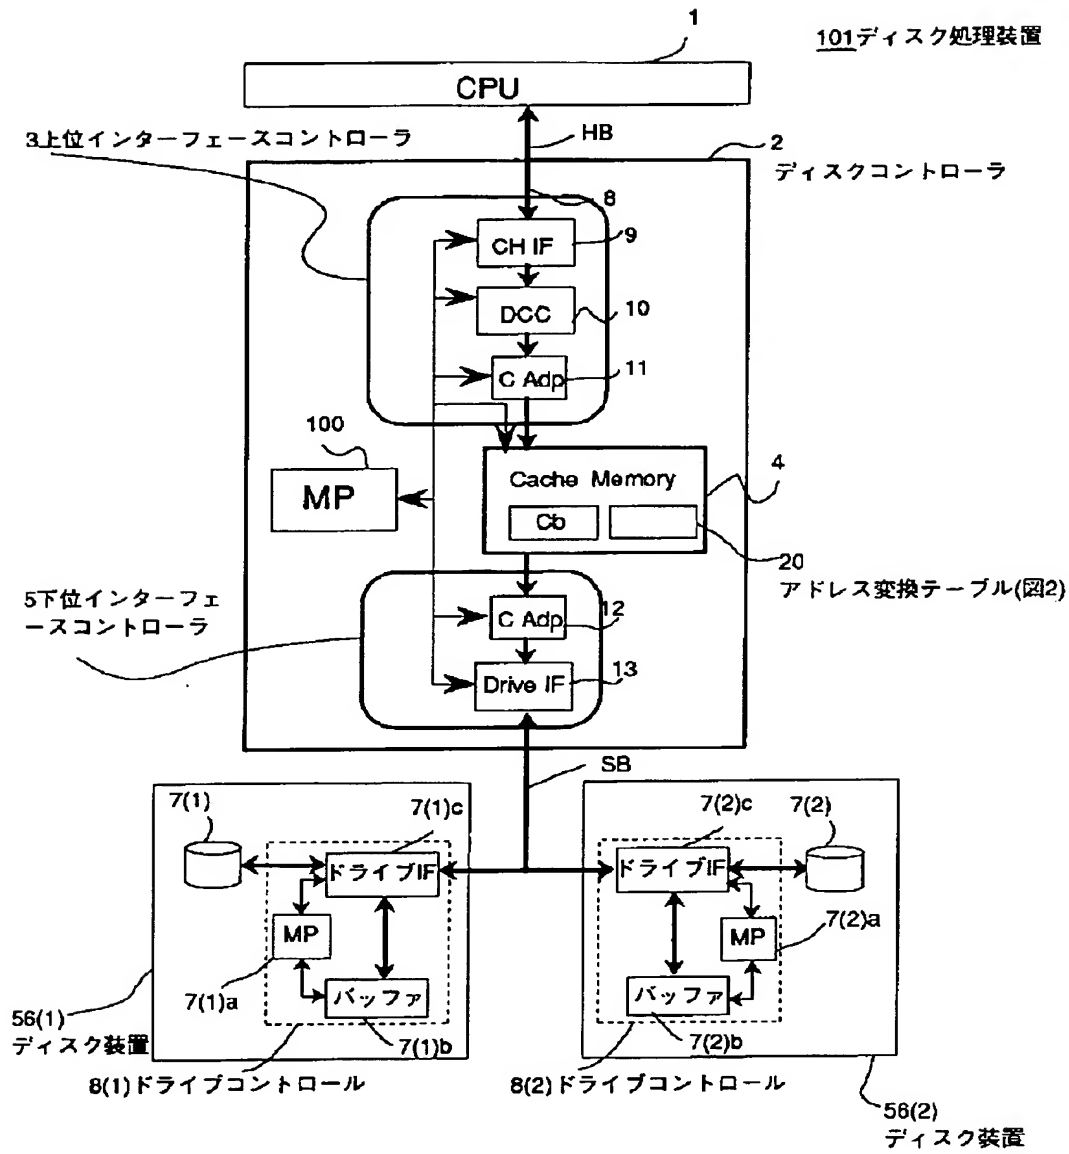 1
101ディスク処理装置
CPU
HB
3上位インターフェースコントローラ
2
ディスクコントローラ
8
CH IF
9
DCC
10
C Adp
11
100
MP
Cache Memory
4
Cb
20
アドレス変換テーブル(図2)
5下位インターフェ
ースコントローラ
C Adp
12
Drive IF
13
SB
7(1)
7(1)c
7(2)c
7(2)
ドライブIF
ドライブIF
MP
MP
7(2)a
7(1)a
バッファ
バッファ
56(1)
ディスク装置
7(1)b
7(2)b
8(1)ドライブコントロール
8(2)ドライブコントロール
56(2)
ディスク装置